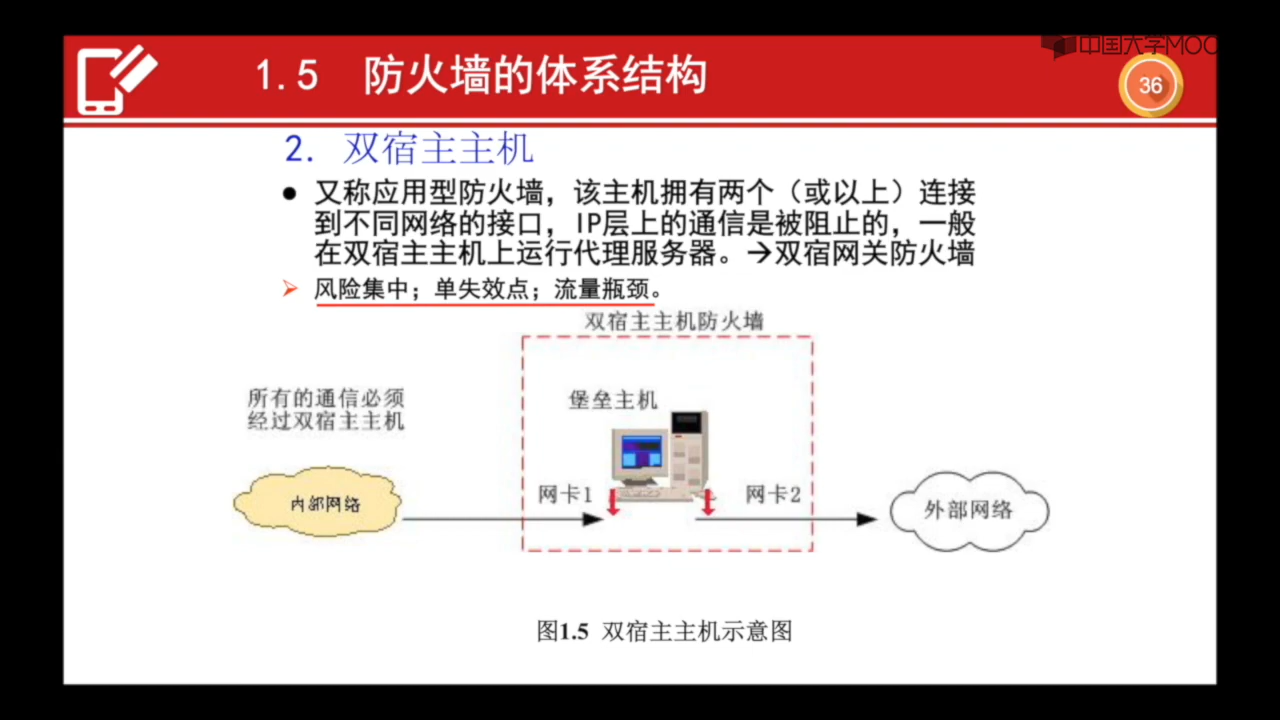 中国大学MOOC
1.5 防火墙的体系结构
36
2. 双宿主主机
● 又称应用型防火墙，该主机拥有两个（或以上）连接
到不同网络的接口，IP层上的通信是被阻止的，一般
在双宿主主机上运行代理服务器。→双宿网关防火墙
➢ 风险集中；单失效点；流量瓶颈。
双宿主主机防火墙
所有的通信必须
经过双宿主主机
堡垒主机
网卡1
网卡2
内部网络
外部网络
图1.5 双宿主主机示意图